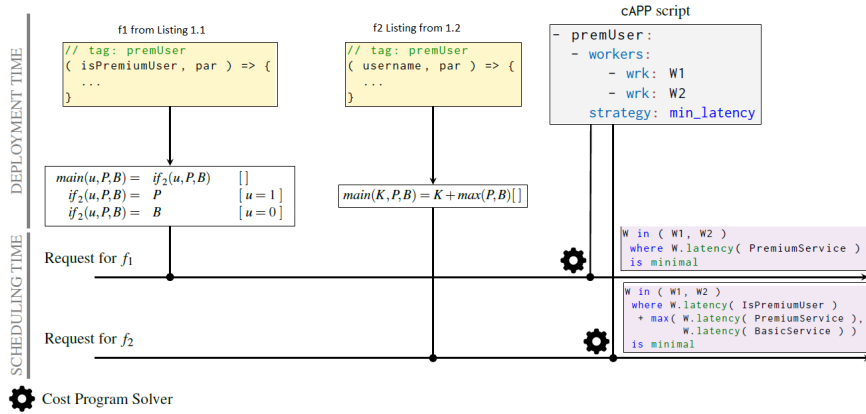 f1 from Listing 1.1
// tag: premUser
( isPremiumUser, par ) => {
...
}
f2 Listing from 1.2
// tag: premUser
( username, par ) => {
...
}
cAPP script
- premUser:
- workers:
- wrk: W1
- wrk: W2
strategy: min_latency
DEPLOYMENT TIME
main(u,P,B) = if₂(u,P,B) [ ]
if₂(u,P,B) = P [ u = 1 ]
if₂(u,P,B) = B [ u = 0 ]
main(K,P,B) = K + max(P,B)[ ]
SCHEDULING TIME
Request for f₁
W in ( W1, W2 )
where W.latency( PremiumService )
is minimal
Request for f₂
W in ( W1, W2 )
where W.latency( IsPremiumUser )
+ max( W.latency( PremiumService ),
W.latency( BasicService ) )
is minimal
Cost Program Solver